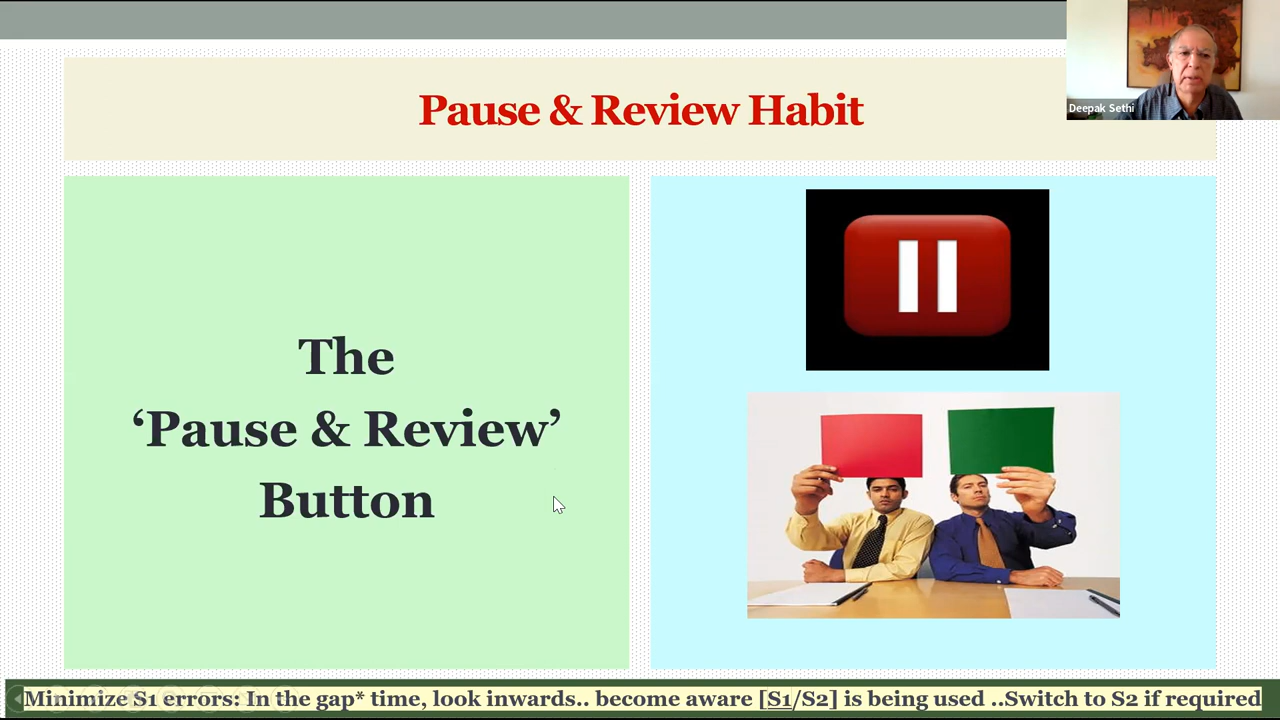 Pause & Review Habit
Deepak Sethi
The
‘Pause & Review’
Button
Minimize S1 errors: In the gap* time, look inwards.. become aware [S1/S2] is being used ..Switch to S2 if required